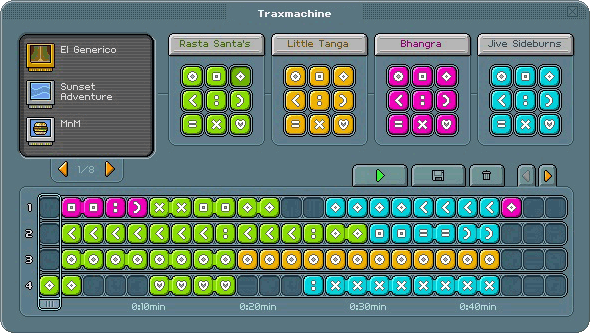 Traxmachine
El Generico
Sunset
Adventure
MnM
1/8
Rasta Santa's
Little Tanga
Bhangra
Jive Sideburns
1
2
3
4
0:10min
0:20min
0:30min
0:40min